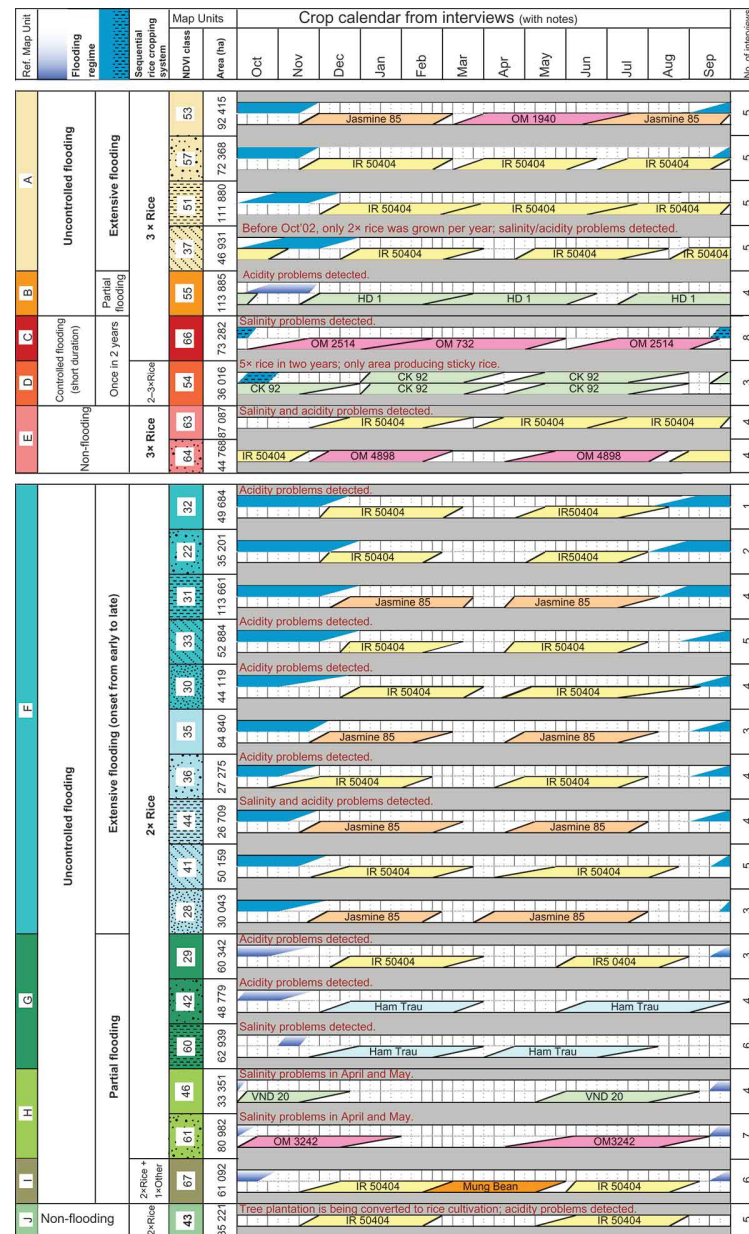 Ref. Map Unit
Flooding regime
Sequential rice cropping system
Map Units
NDVI class
Area (ha)
Crop calendar from interviews (with notes)
Oct Nov Dec Jan Feb Mar Apr May Jun Jul Aug Sep
No. of interviews
A
Uncontrolled flooding
Extensive flooding
3 × Rice
53 92 415 Jasmine 85 OM 1940 Jasmine 85 5
57 72 368 IR 50404 IR 50404 IR 50404 5
51 111 880 IR 50404 IR 50404 IR 50404 5
Before Oct'02, only 2× rice was grown per year; salinity/acidity problems detected.
37 46 931 IR 50404 IR 50404 IR 50404 5
B
Partial flooding
Acidity problems detected.
55 113 885 HD 1 HD 1 HD 1 4
C
Controlled flooding (short duration)
Once in 2 years
Salinity problems detected.
66 73 282 OM 2514 OM 732 OM 2514 8
D
2–3×Rice
5× rice in two years; only area producing sticky rice.
54 36 016 CK 92 CK 92 3
CK 92 CK 92 CK 92
E
Non-flooding
3× Rice
Salinity and acidity problems detected.
63 87 087 IR 50404 IR 50404 IR 50404 4
64 44 768 IR 50404 OM 4898 OM 4898 4
F
Uncontrolled flooding
Extensive flooding (onset from early to late)
2× Rice
Acidity problems detected.
32 49 684 IR 50404 IR50404 1
22 35 201 IR 50404 IR50404 2
31 113 661 Jasmine 85 Jasmine 85 4
Acidity problems detected.
33 52 884 IR 50404 IR 50404 5
Acidity problems detected.
30 44 119 IR 50404 IR 50404 4
35 84 840 Jasmine 85 Jasmine 85 3
Acidity problems detected.
36 27 275 IR 50404 IR 50404 4
Salinity and acidity problems detected.
44 26 709 Jasmine 85 Jasmine 85 4
41 50 159 IR 50404 IR 50404 5
28 30 043 Jasmine 85 Jasmine 85 3
G
Partial flooding
Acidity problems detected.
29 60 342 IR 50404 IR5 0404 3
Acidity problems detected.
42 48 779 Ham Trau Ham Trau 4
Salinity problems detected.
60 62 939 Ham Trau Ham Trau 6
H
Salinity problems in April and May.
46 33 351 VND 20 VND 20 4
Salinity problems in April and May.
61 80 982 OM 3242 OM3242 7
I
2×Rice + 1×Other
67 61 092 IR 50404 Mung Bean IR 50404 6
J
Non-flooding
2×Rice
Tree plantation is being converted to rice cultivation; acidity problems detected.
43 35 221 IR 50404 IR 50404 5